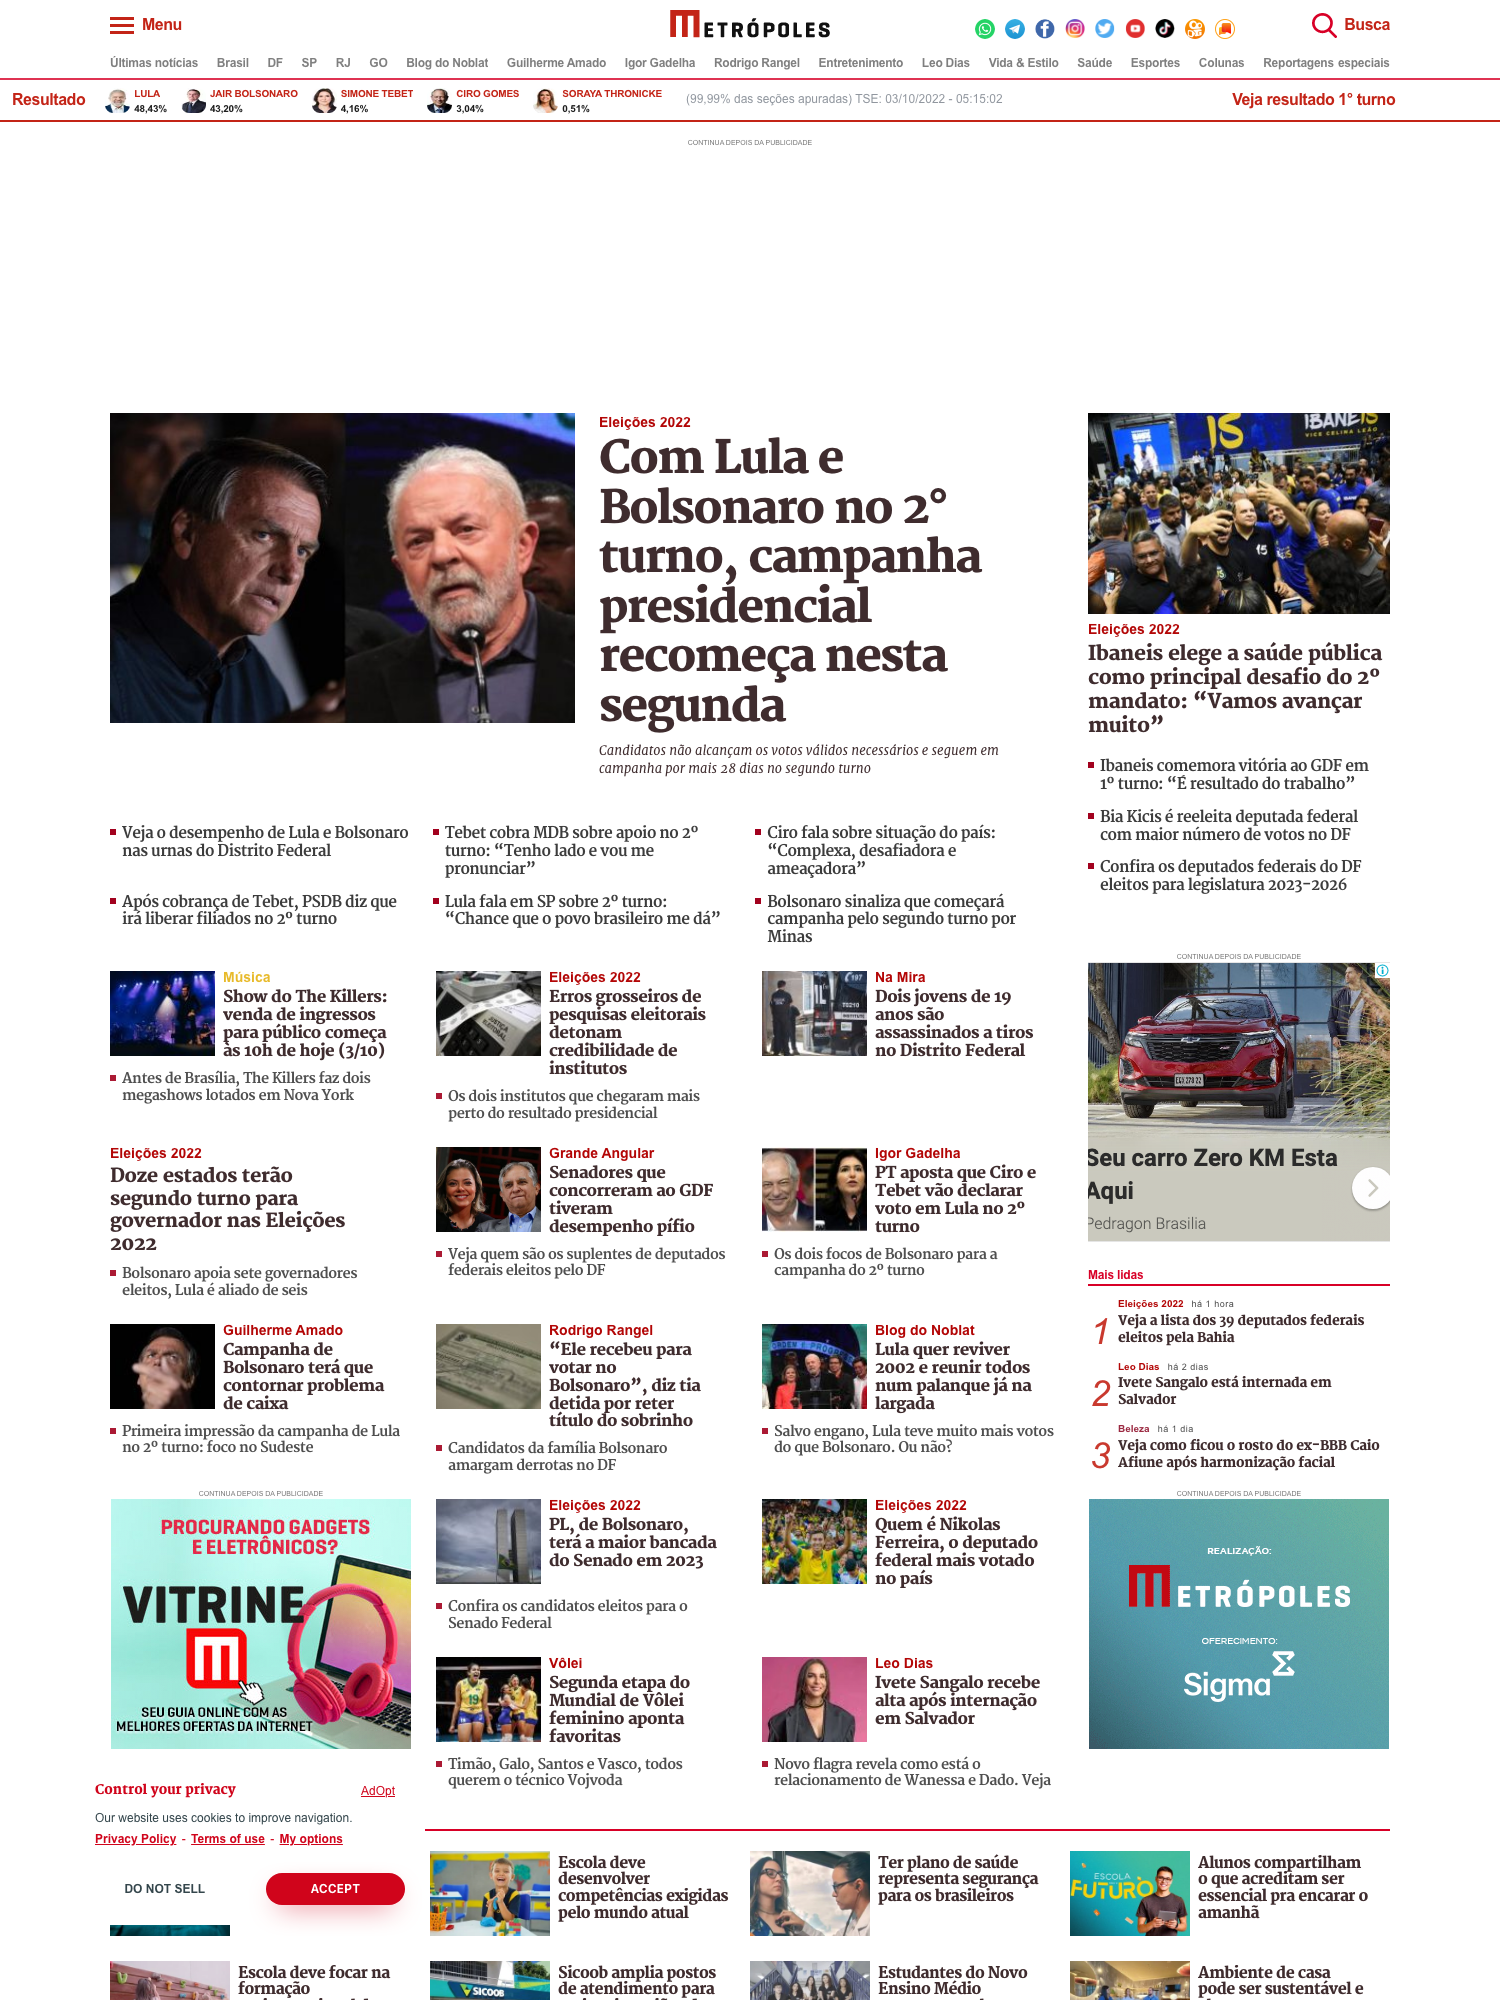 Menu
METRÓPOLES
Busca
Últimas notícias Brasil DF SP RJ GO Blog do Noblat Guilherme Amado Igor Gadelha Rodrigo Rangel Entretenimento Leo Dias Vida & Estilo Saúde Esportes Colunas Reportagens especiais
Resultado
LULA
48,43%
JAIR BOLSONARO
43,20%
SIMONE TEBET
4,16%
CIRO GOMES
3,04%
SORAYA THRONICKE
0,51%
(99,99% das seções apuradas) TSE: 03/10/2022 - 05:15:02
Veja resultado 1° turno
CONTINUA DEPOIS DA PUBLICIDADE
Eleições 2022
Com Lula e
Bolsonaro no 2°
turno, campanha
presidencial
recomeça nesta
segunda
Candidatos não alcançam os votos válidos necessários e seguem em
campanha por mais 28 dias no segundo turno
15
IBANEIS
VICE CELINA LEÃO
15
Eleições 2022
Ibaneis elege a saúde pública
como principal desafio do 2º
mandato: “Vamos avançar
muito”
Ibaneis comemora vitória ao GDF em
1º turno: “É resultado do trabalho”
Bia Kicis é reeleita deputada federal
com maior número de votos no DF
Confira os deputados federais do DF
eleitos para legislatura 2023-2026
Veja o desempenho de Lula e Bolsonaro
nas urnas do Distrito Federal
Tebet cobra MDB sobre apoio no 2º
turno: “Tenho lado e vou me
pronunciar”
Ciro fala sobre situação do país:
“Complexa, desafiadora e
ameaçadora”
Após cobrança de Tebet, PSDB diz que
irá liberar filiados no 2º turno
Lula fala em SP sobre 2º turno:
“Chance que o povo brasileiro me dá”
Bolsonaro sinaliza que começará
campanha pelo segundo turno por
Minas
Música
Show do The Killers:
venda de ingressos
para público começa
às 10h de hoje (3/10)
Antes de Brasília, The Killers faz dois
megashows lotados em Nova York
JUSTIÇA
ELEITORAL
Eleições 2022
Erros grosseiros de
pesquisas eleitorais
detonam
credibilidade de
institutos
Os dois institutos que chegaram mais
perto do resultado presidencial
197
Na Mira
Dois jovens de 19
anos são
assassinados a tiros
no Distrito Federal
CONTINUA DEPOIS DA PUBLICIDADE
Seu carro Zero KM Esta
Aqui
Pedragon Brasilia
Eleições 2022
Doze estados terão
segundo turno para
governador nas Eleições
2022
Bolsonaro apoia sete governadores
eleitos, Lula é aliado de seis
Grande Angular
Senadores que
concorreram ao GDF
tiveram
desempenho pífio
Veja quem são os suplentes de deputados
federais eleitos pelo DF
Igor Gadelha
PT aposta que Ciro e
Tebet vão declarar
voto em Lula no 2º
turno
Os dois focos de Bolsonaro para a
campanha do 2º turno
Mais lidas
1
Eleições 2022 há 1 hora
Veja a lista dos 39 deputados federais
eleitos pela Bahia
2
Leo Dias há 2 dias
Ivete Sangalo está internada em
Salvador
3
Beleza há 1 dia
Veja como ficou o rosto do ex-BBB Caio
Afiune após harmonização facial
Guilherme Amado
Campanha de
Bolsonaro terá que
contornar problema
de caixa
Primeira impressão da campanha de Lula
no 2º turno: foco no Sudeste
Rodrigo Rangel
“Ele recebeu para
votar no
Bolsonaro”, diz tia
detida por reter
título do sobrinho
Candidatos da família Bolsonaro
amargam derrotas no DF
Blog do Noblat
Lula quer reviver
2002 e reunir todos
num palanque já na
largada
Salvo engano, Lula teve muito mais votos
do que Bolsonaro. Ou não?
CONTINUA DEPOIS DA PUBLICIDADE
PROCURANDO GADGETS
E ELETRÔNICOS?
VITRINE
M
SEU GUIA ONLINE COM AS
MELHORES OFERTAS DA INTERNET
Eleições 2022
PL, de Bolsonaro,
terá a maior bancada
do Senado em 2023
Confira os candidatos eleitos para o
Senado Federal
Eleições 2022
Quem é Nikolas
Ferreira, o deputado
federal mais votado
no país
CONTINUA DEPOIS DA PUBLICIDADE
REALIZAÇÃO:
METRÓPOLES
OFERECIMENTO:
Sigma
19
Vôlei
Segunda etapa do
Mundial de Vôlei
feminino aponta
favoritas
Timão, Galo, Santos e Vasco, todos
querem o técnico Vojvoda
Leo Dias
Ivete Sangalo recebe
alta após internação
em Salvador
Novo flagra revela como está o
relacionamento de Wanessa e Dado. Veja
Control your privacy
AdOpt
Our website uses cookies to improve navigation.
Privacy Policy - Terms of use - My options
DO NOT SELL
ACCEPT
Escola deve
desenvolver
competências exigidas
pelo mundo atual
Ter plano de saúde
representa segurança
para os brasileiros
ESCOLA
FUTURO
Alunos compartilham
o que acreditam ser
essencial pra encarar o
amanhã
Escola deve focar na
formação
SICOOB
Sicoob amplia postos
de atendimento para
Estudantes do Novo
Ensino Médio
Ambiente de casa
pode ser sustentável e